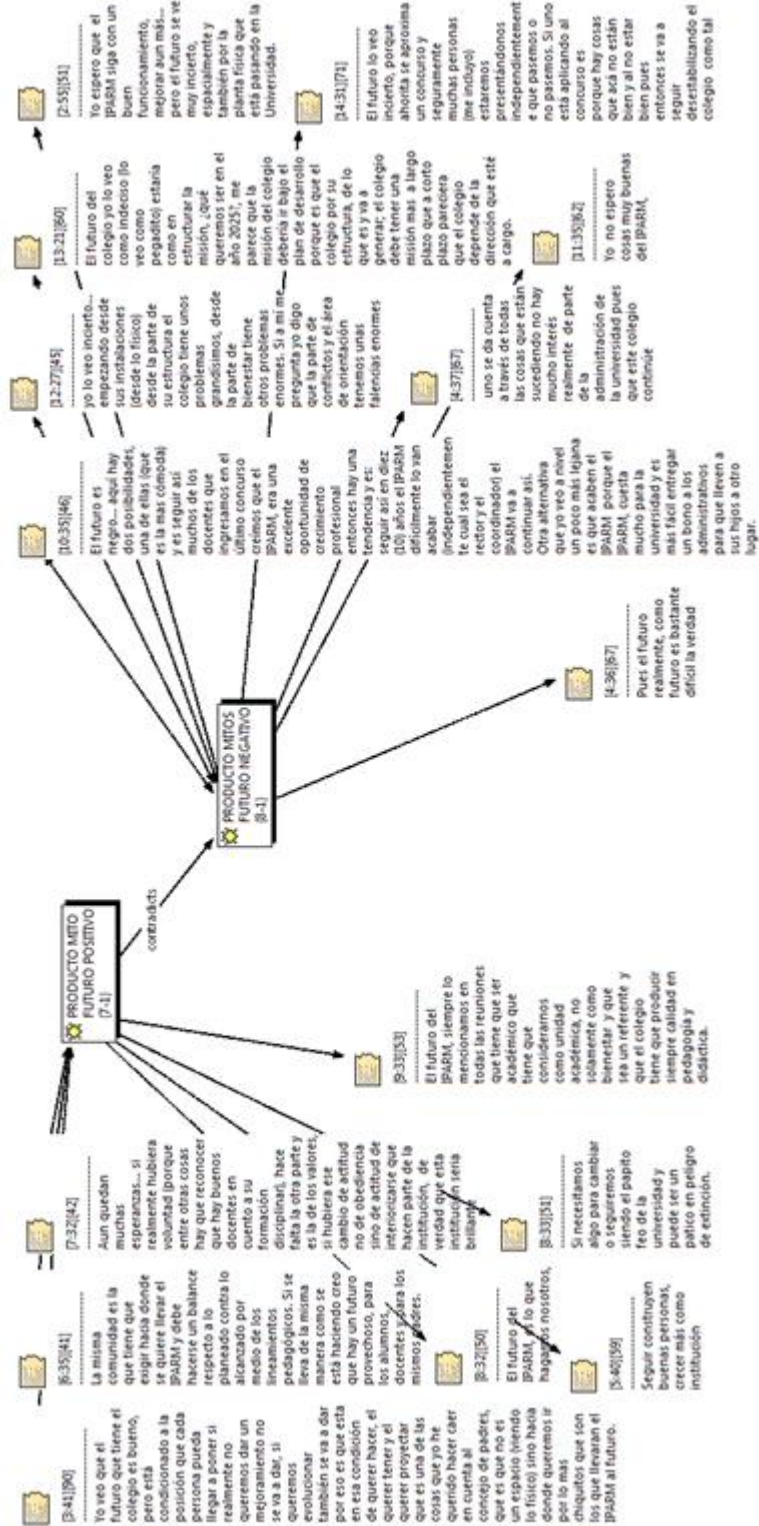 [3:41][90]
Yo veo que el
futuro que tiene el
colegio es bueno,
pero está
condicionado a la
posición que cada
persona pueda
llegar a poner si
realmente no
queremos dar un
mejoramiento no
se va a dar, si
queremos
evolucionar
también se va a dar
por eso es que esta
en esa condición
de querer hacer, el
querer tener y el
querer proyectar
que es una de las
cosas que yo he
querido hacer caer
en cuenta al
concejo de padres,
que es que no es
un espacio (viendo
lo físico) sino hacia
donde queremos ir
por lo mas
chiquitos que son
los que llevaran el
IPARM al futuro.
[6:35][41]
La misma
comunidad es la
que tiene que
exigir hacia donde
se quiere llevar el
IPARM y debe
hacerse un balance
respecto a lo
planeado contra lo
alcanzado por
medio de los
lineamientos
pedagógicos. Si se
lleva de la misma
manera como se
está haciendo creo
que hay un futuro
provechoso, para
los alumnos,
docentes y para los
mismos padres.
[7:32][42]
Aun quedan
muchas
esperanzas... si
realmente hubiera
voluntad (porque
entre otras cosas
hay que reconocer
que hay buenos
docentes en
cuento a su
formación
disciplinar), hace
falta la otra parte y
es la de los valores,
si hubiera ese
cambio de actitud
no de obediencia
sino de actitud de
interiorizarse que
hacen parte de la
institución, de
verdad que esta
institución seria
brillante
[8:32][50]
El futuro del
IPARM, es lo que
hagamos nosotros,
[5:40][59]
Seguir construyen
buenas personas,
crecer más como
institución
[8:33][51]
Si necesitamos
algo para cambiar
o seguiremos
siendo el papito
feo de la
universidad y
puede ser un
patico en peligro
de extinción.
[9:33][53]
El futuro del
IPARM, siempre lo
mencionamos en
todas las reuniones
que tiene que ser
académico que
tiene que
considerarnos
como unidad
académica, no
solamente como
bienestar y que
sea un referente y
que el colegio
tiene que producir
siempre calidad en
pedagogía y
didáctica.
PRODUCTO MITO
FUTURO POSITIVO
{7-1}
contradicts
PRODUCTO MITOS
FUTURO NEGATIVO
{8-1}
[4:36][67]
Pues el futuro
realmente, como
futuro es bastante
difícil la verdad
[10:35][46]
El futuro es
negro... aquí hay
dos posibilidades,
una de ellas (que
es la mas cómoda)
y es seguir así
muchos de los
docentes que
ingresamos en el
último concurso
creímos que el
IPARM, era una
excelente
oportunidad de
crecimiento
profesional
entonces hay una
tendencia y es:
seguir así en diez
(10) años el IPARM
difícilmente lo van
acabar
(independientemen
te cual sea el
rector y el
coordinador) el
IPARM va a
continuar así.
Otra alternativa
que yo veo a nivel
un poco más lejana
es que acaben el
IPARM porque el
IPARM, cuesta
mucho para la
universidad y es
más fácil entregar
un bono a los
administrativos
para que lleven a
sus hijos a otro
lugar.
[12:27][45]
yo lo veo incierto...
empezando desde
sus instalaciones
(desde lo físico)
desde la parte de
su estructura el
colegio tiene unos
problemas
grandísimos, desde
la parte de
bienestar tiene
otros problemas
enormes. Si a mí me
pregunta yo digo
que la parte de
conflictos y el área
de orientación
tenemos unas
falencias enormes
[4:37][67]
uno se da cuenta
a través de todas
las cosas que están
sucediendo no hay
mucho interés
realmente de parte
de la
administración de
la universidad pues
que este colegio
continúe
[13:21][60]
El futuro del
colegio yo lo veo
como indeciso (lo
veo como
pegadito) estaría
como en
estructurar la
misión, ¿qué
queremos ser en el
año 2025?, me
parece que la
misión del colegio
debería ir bajo el
plan de desarrollo
porque es que el
colegio por su
estructura, de lo
que es y va a
generar, el colegio
debe tener una
misión mas a largo
plazo que a corto
plazo pareciera
que el colegio
depende de la
dirección que esté
a cargo.
[11:35][62]
Yo no espero
cosas muy buenas
del IPARM,
[2:55][51]
Yo espero que el
IPARM siga con un
buen
funcionamiento,
mejorar aun más...
pero el futuro se ve
muy incierto,
espacialmente y
también por la
planta física que
está pasando en la
Universidad.
[14:31][71]
El futuro lo veo
incierto, porque
ahorita se aproxima
un concurso y
seguramente
muchas personas
(me incluyo)
estaremos
presentándonos
independientement
e que pasemos o
no pasemos. Si uno
está aplicando al
concurso es
porque hay cosas
que acá no están
bien y al no estar
bien pues
entonces se va a
seguir
desestabilizando el
colegio como tal